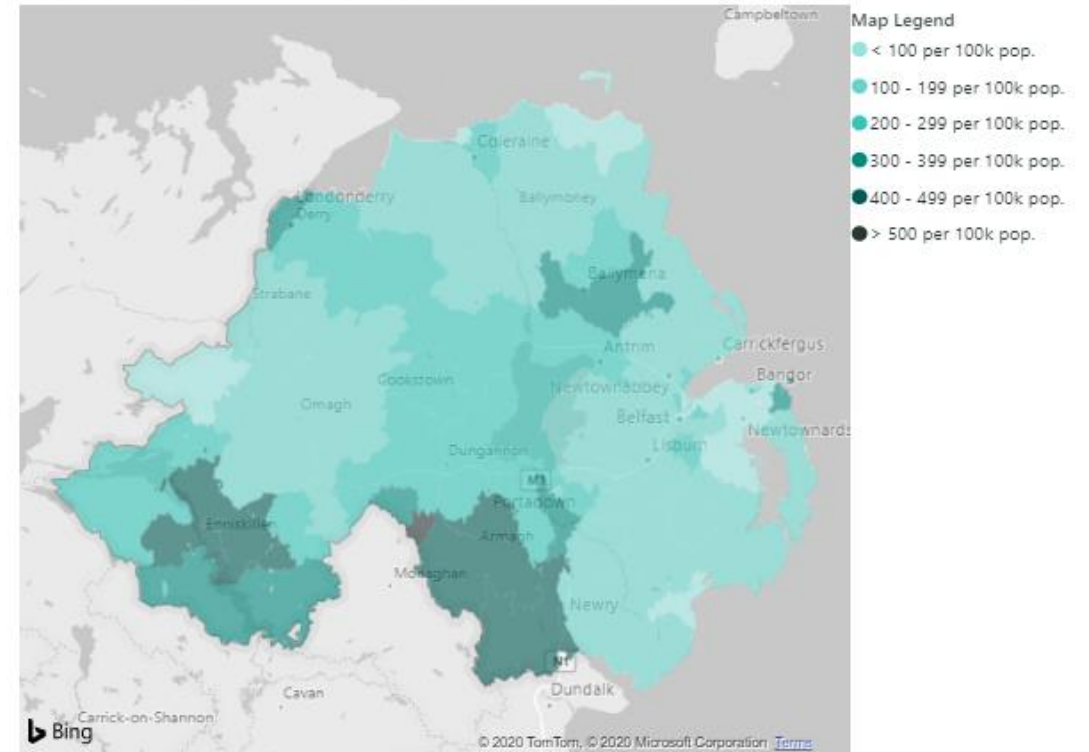 Campbeltown
Map Legend
< 100 per 100k pop.
100 - 199 per 100k pop.
200 - 299 per 100k pop.
300 - 399 per 100k pop.
400 - 499 per 100k pop.
> 500 per 100k pop.
Coleraine
Londonderry
Derry
Ballymoney
Ballymena
Strabane
Carrickfergus
Antrim
Cookstown
Bangor
Newtownabbey
Omagh
Belfast
Newtownards
Lisburn
Dungannon
M1
Portadown
Enniskillen
Armagh
Monaghan
Newry
N1
Dundalk
Cavan
Carrick-on-Shannon
Bing
© 2020 TomTom, © 2020 Microsoft Corporation Terms